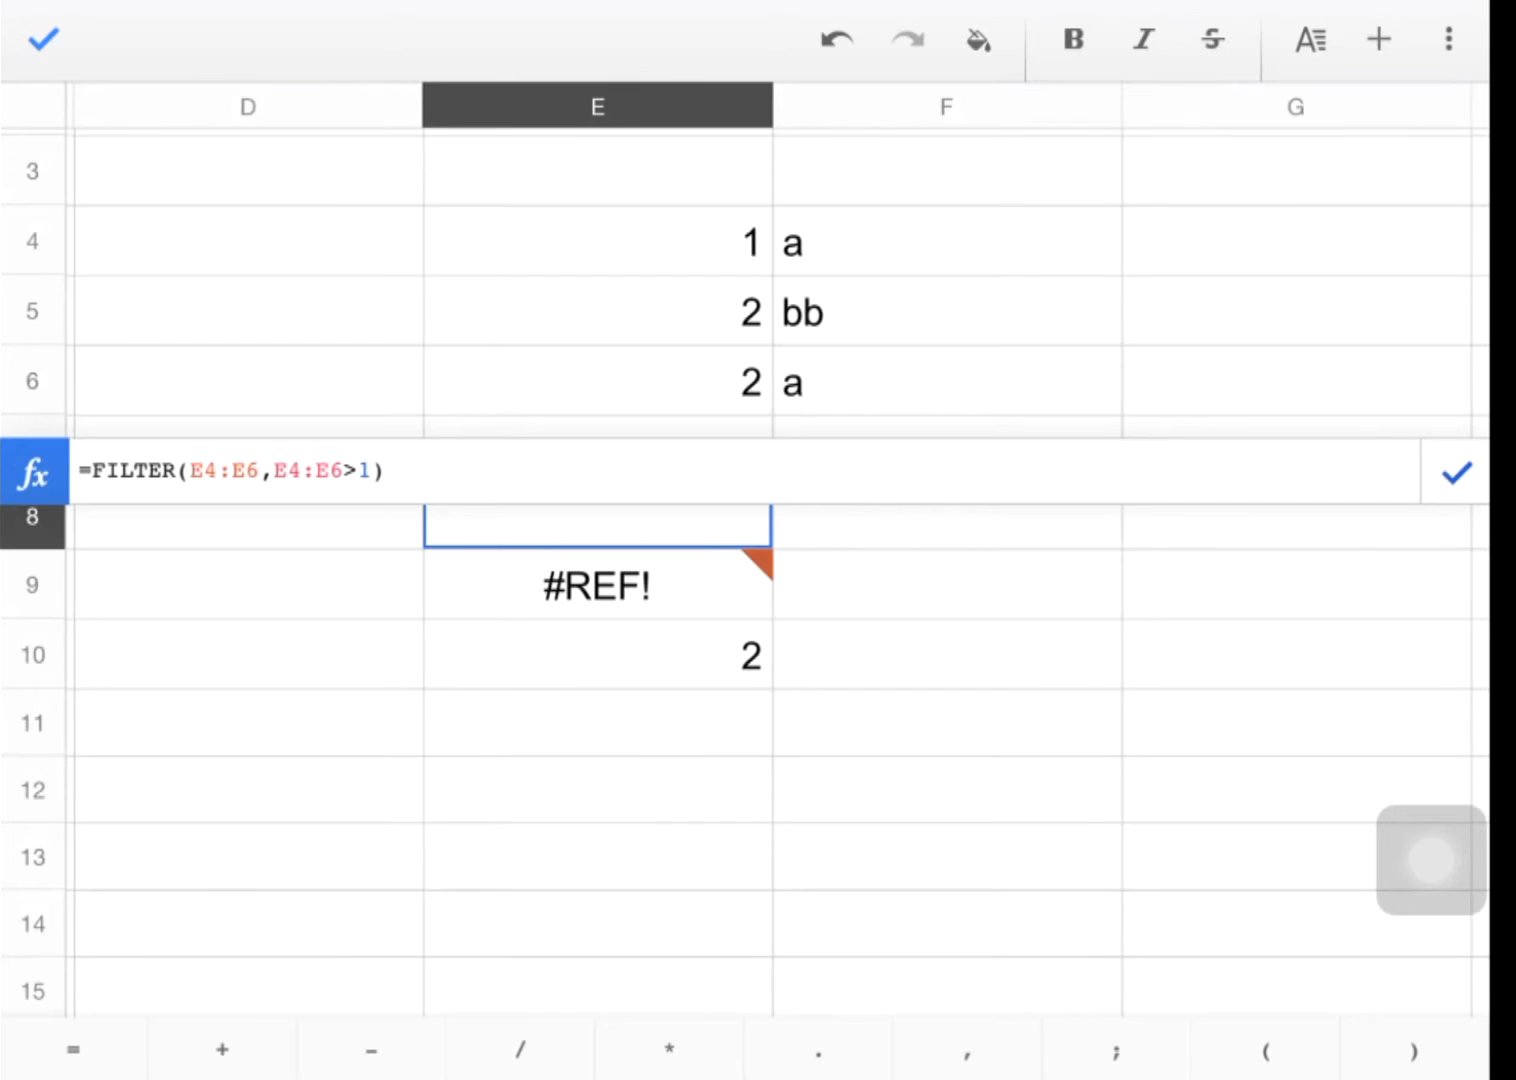 B I S A
D E F G
3
4 1 a
5 2 bb
6 2 a
fx =FILTER(E4:E6,E4:E6>1)
8
9 #REF!
10 2
11
12
13
14
15
= + - / * . , ; ( )